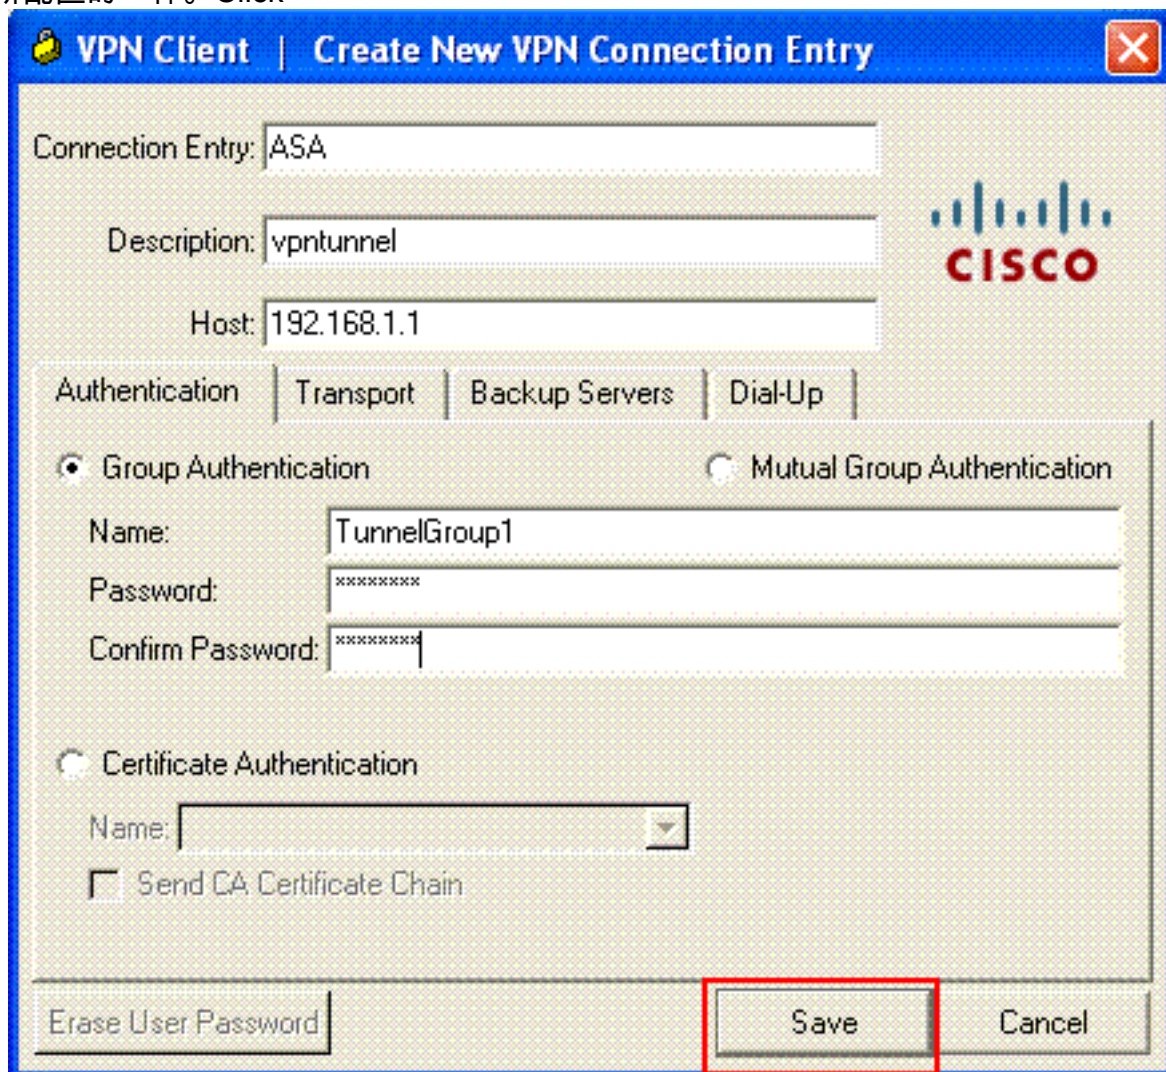 Click
VPN Client | Create New VPN Connection Entry
Connection Entry: ASA
Description: vpntunnel
CISCO
Host: 192.168.1.1
Authentication Transport Backup Servers Dial-Up
Group Authentication Mutual Group Authentication
Name: TunnelGroup1
Password: ********
Confirm Password: ********
Certificate Authentication
Name:
Send CA Certificate Chain
Erase User Password Save Cancel